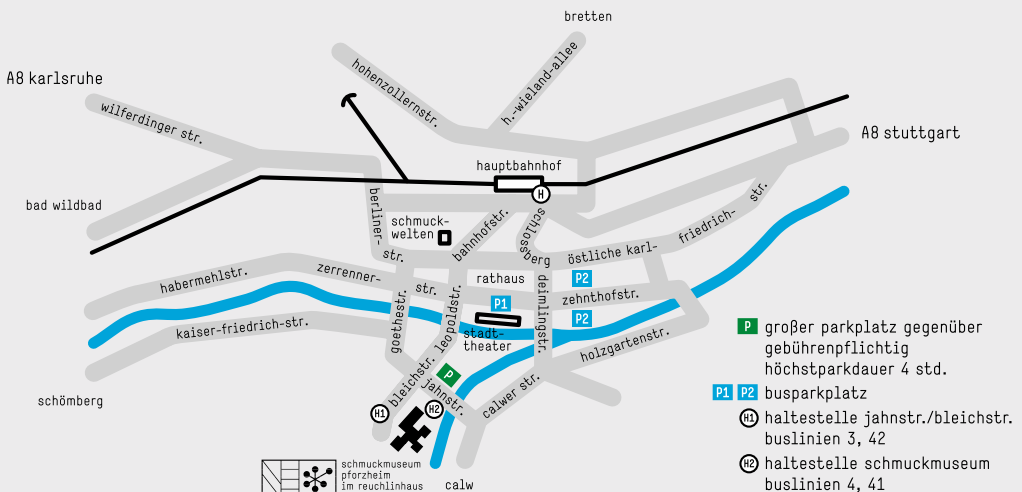 bretten
A8 karlsruhe
hohenzollernstr.
h.-wieland-allee
wilferdinger str.
A8 stuttgart
hauptbahnhof
H
bad wildbad
berliner-
str.
schmuck-
welten
bahnhofstr.
schloss
berg
östliche karl-
friedrich-
str.
habermehlstr.
zerrenner-
str.
rathaus
P2
P1
zehnthofstr.
P2
kaiser-friedrich-str.
goethestr.
leopoldstr.
stadt-
theater
deimlingstr.
holzgartenstr.
bleichstr.
P
jahnstr.
calwer str.
H1
H2
schömberg
schmuckmuseum
pforzheim
im reuchlinhaus
calw
P großer parkplatz gegenüber
gebührenpflichtig
höchstparkdauer 4 std.
P1 P2 busparkplatz
H1 haltestelle jahnstr./bleichstr.
buslinien 3, 42
H2 haltestelle schmuckmuseum
buslinien 4, 41